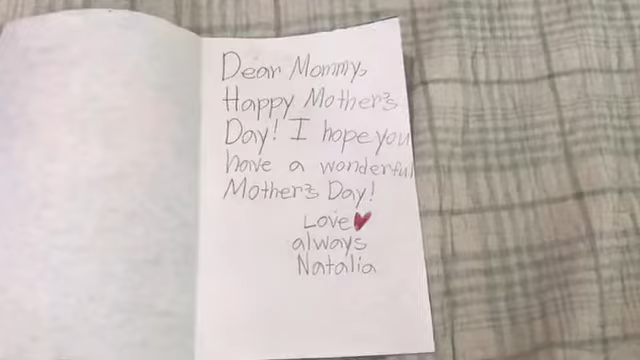 Dear Mommy,
Happy Mother's
Day! I hope you
have a wonderful
Mother's Day!
Love
always
Natalia